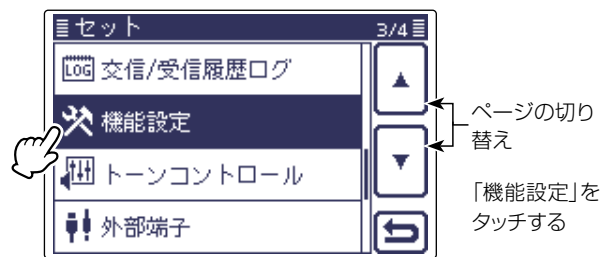 セット
3/4
LOG 交信/受信履歴ログ
機能設定
トーンコントロール
外部端子
ページの切り
替え
「機能設定」を
タッチする